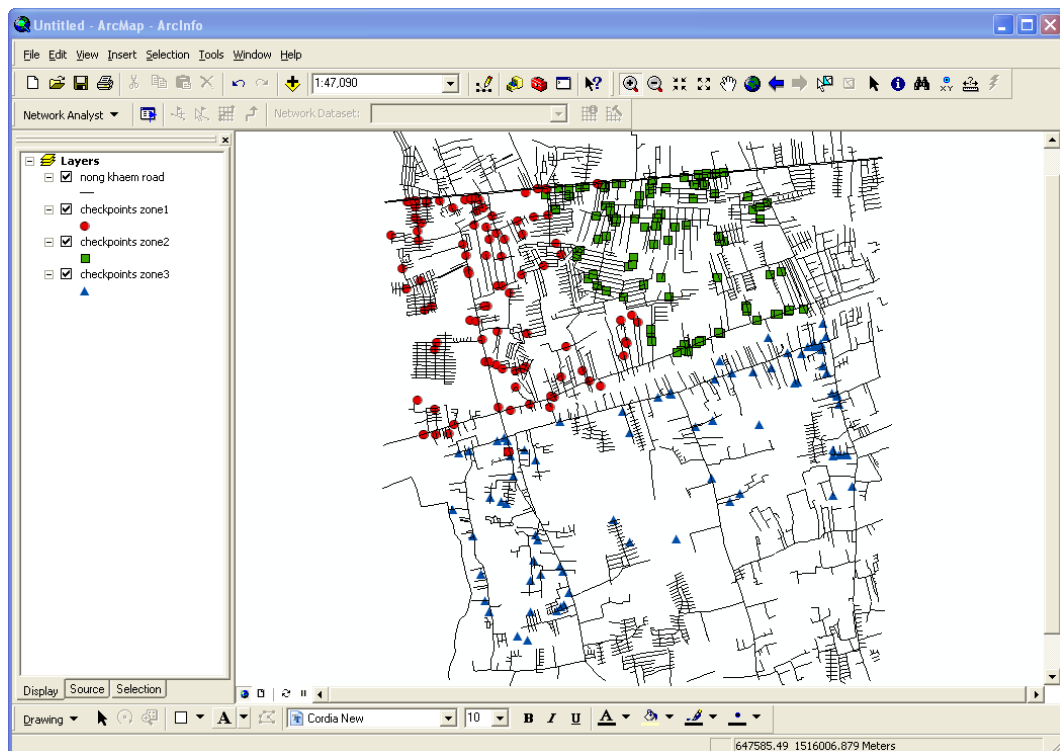 Untitled - ArcMap - ArcInfo
File Edit View Insert Selection Tools Window Help
1:47,090
Network Analyst Network Dataset:
Layers
nong khaem road
checkpoints zone1
checkpoints zone2
checkpoints zone3
Display Source Selection
Drawing A Cordia New 10 B I U A
647585.49 1516006.879 Meters